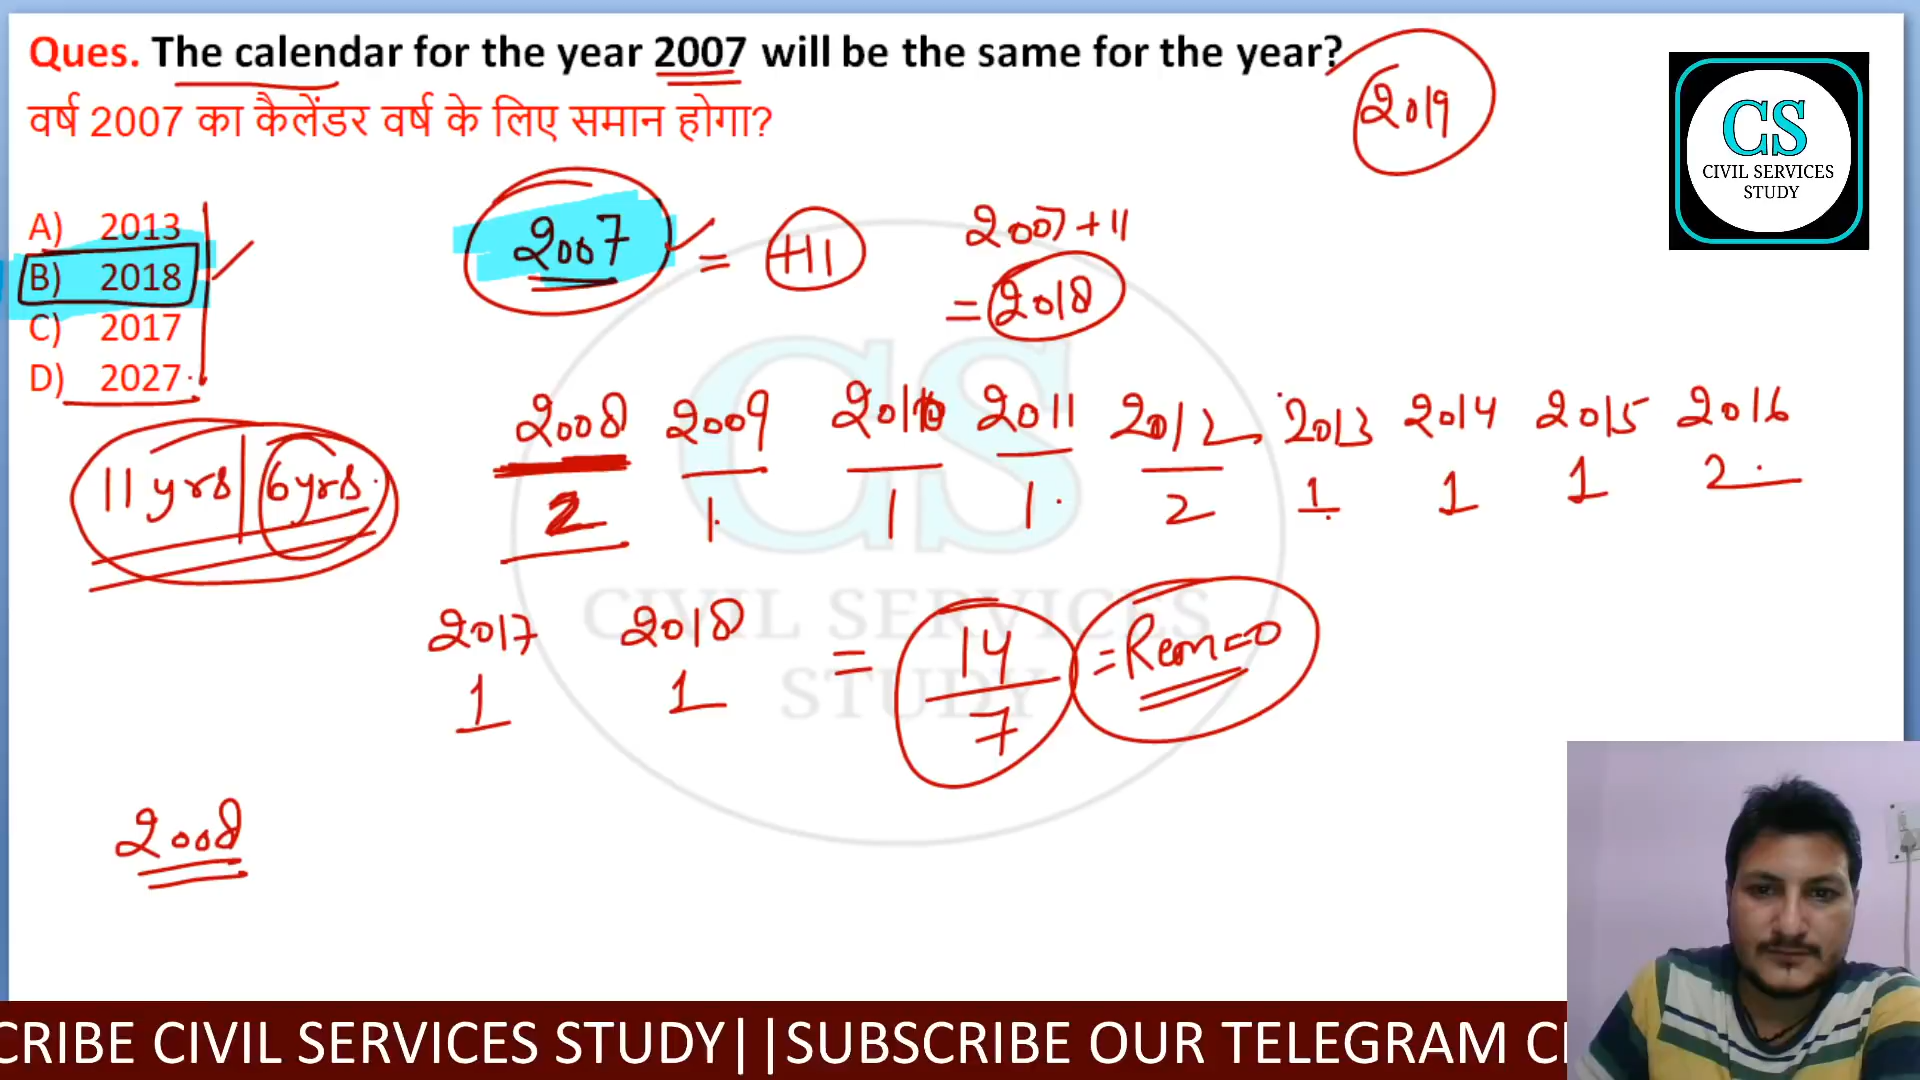 Ques. The calendar for the year 2007 will be the same for the year?
वर्ष 2007 का कैलेंडर वर्ष के लिए समान होगा?
2019
CS
CIVIL SERVICES
STUDY
A) 2013
B) 2018
C) 2017
D) 2027
2007 = +11
2007+11
=2018
11 yrs 6 yrs
2008 2009 2010 2011 2012 2013 2014 2015 2016
2 1 1 1 2 1 1 1 2
2017 2018 = 14/7 = Rem=0
1 1
2008
CS
CIVIL SERVICES
STUDY
CRIBE CIVIL SERVICES STUDY||SUBSCRIBE OUR TELEGRAM C